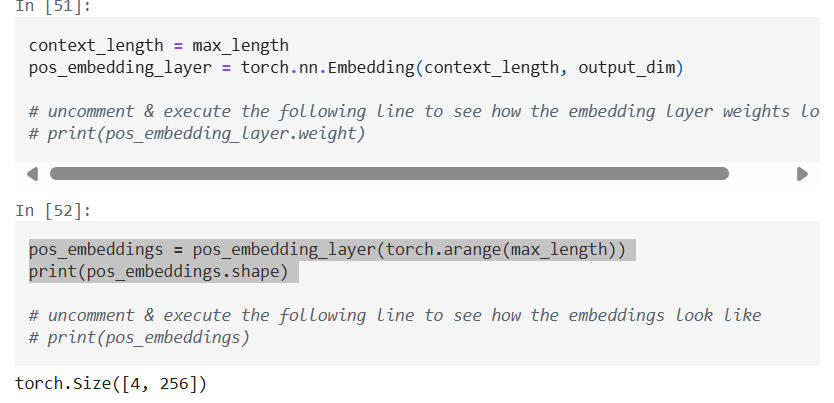 In [51]:
context_length = max_length
pos_embedding_layer = torch.nn.Embedding(context_length, output_dim)
# uncomment & execute the following line to see how the embedding layer weights lo
# print(pos_embedding_layer.weight)
In [52]:
pos_embeddings = pos_embedding_layer(torch.arange(max_length))
print(pos_embeddings.shape)
# uncomment & execute the following line to see how the embeddings look like
# print(pos_embeddings)
torch.Size([4, 256])